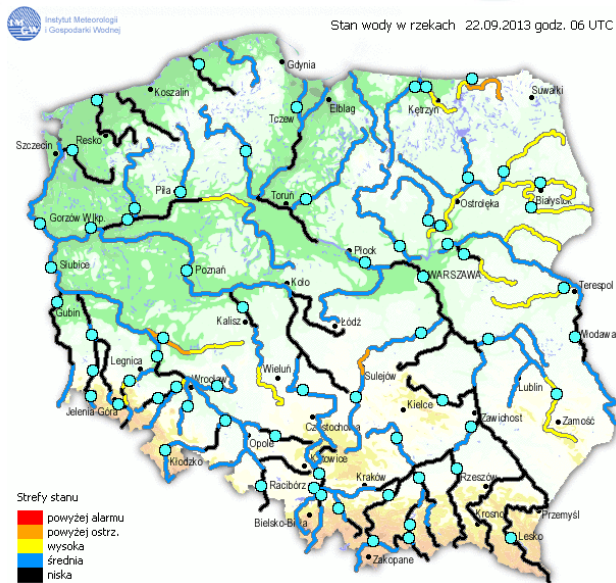 IMGW
Instytut Meteorologii
i Gospodarki Wodnej
Stan wody w rzekach 22.09.2013 godz. 06 UTC
Gdynia
Koszalin
Elbląg
Tczew
Kętrzyn
Suwałki
Resko
Szczecin
Piła
Toruń
Ostrołęka
Białystok
Gorzów Wlkp.
Płock
Słubice
Poznań
Koło
WARSZAWA
Terespol
Gubin
Kalisz
Łódź
Włodawa
Legnica
Wieluń
Sulejów
Wrocław
Lublin
Jelenia Góra
Kielce
Zawichost
Zamość
Częstochowa
Opole
Kłodzko
Katowice
Racibórz
Kraków
Rzeszów
Bielsko-Biała
Krosno
Przemyśl
Lesko
Zakopane
Strefy stanu
powyżej alarmu
powyżej ostrz.
wysoka
średnia
niska